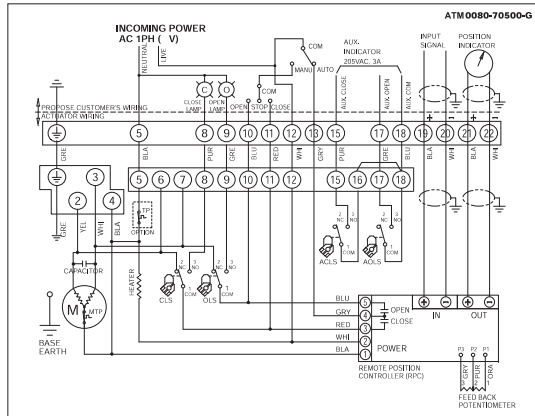 ATM0080-70500-G
INCOMING POWER
AC 1PH ( V)
NEUTRAL
LIVE
COM
MANU AUTO
AUX.
INDICATOR
205VAC. 3A
INPUT
SIGNAL
POSITION
INDICATOR
C O
CLOSE
LAMP
OPEN
LAMP
COM
OPEN STOP CLOSE
AUX. CLOSE
AUX. OPEN
AUX. COM
PROPOSE CUSTOMER'S WIRING
ACTUATOR WIRING
+ - + -
5 8 9 10 11 12 13 15 17 18 19 20 21 22
GRE BLA PUR GRE BLU RED WHI GRY PUR GRE BLU BLA WHI BLA WHI
3
2 4
5 6 7 8 9 10 11 12 15 16 17 18
GRE YEL WHI BLA
TP
OPTION
2 3
NC NO
1
COM
ACLS
2 3
NC NO
1
COM
AOLS
CAPACITOR
HEATER
2 3
NC NO
1
COM
CLS
2 3
NC NO
1
COM
OLS
M
MTP
BASE
EARTH
BLU 5
GRY 4 OPEN
RED 3 CLOSE
WHI 2
BLA 1 POWER
+ - + -
IN OUT
REMOTE POSITION
CONTROLLER (RPC)
P3 P2 P1
GRY PUR ORA
3 2 1
FEED BACK
POTENTIOMETER